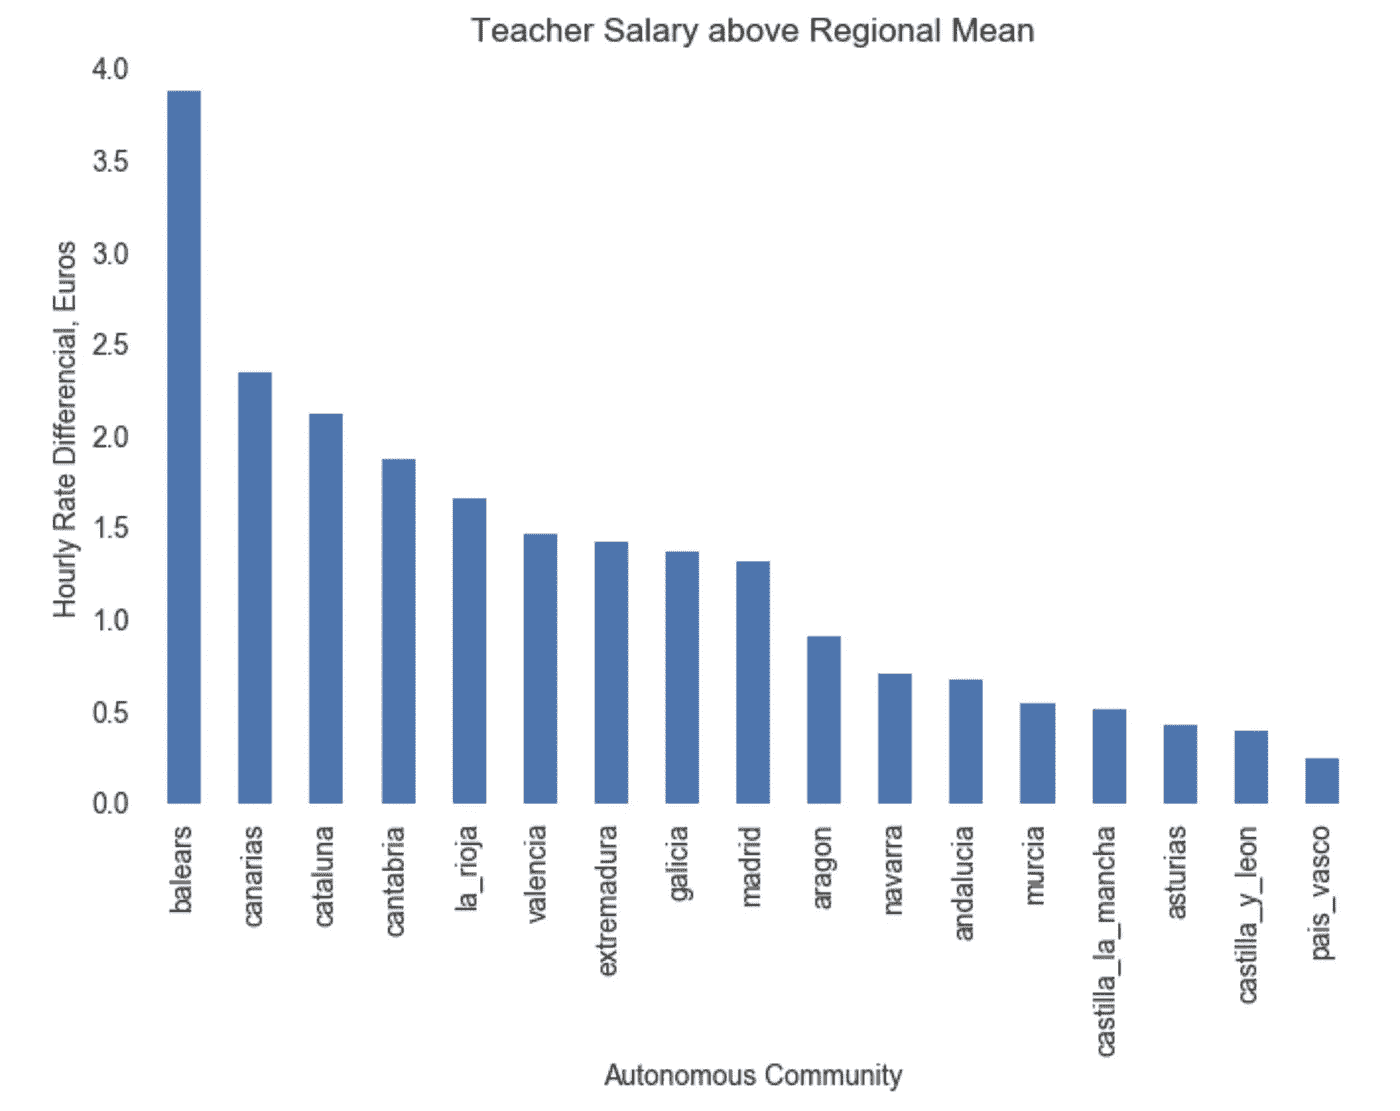 Teacher Salary above Regional Mean
4.0
3.5
3.0
2.5
2.0
1.5
1.0
0.5
0.0
Hourly Rate Differencial, Euros
balears
canarias
cataluna
cantabria
la_rioja
valencia
extremadura
galicia
madrid
aragon
navarra
andalucia
murcia
castilla_la_mancha
asturias
castilla_y_leon
pais_vasco
Autonomous Community